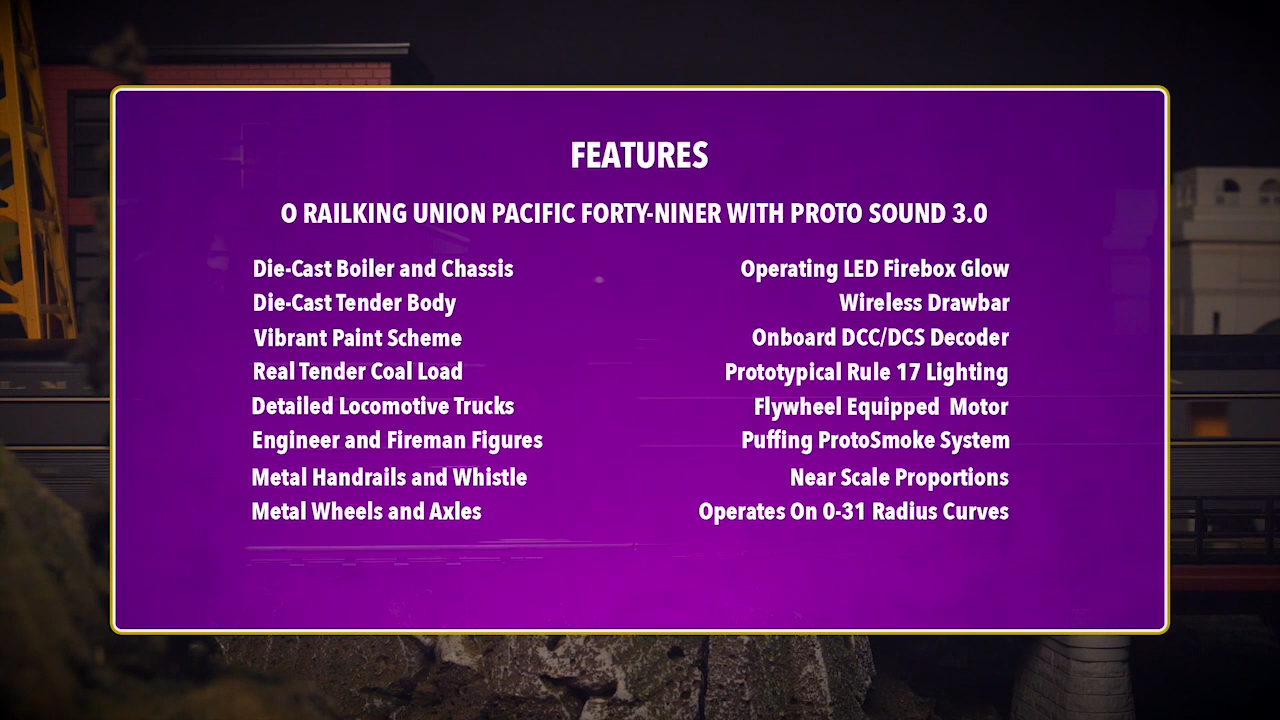 FEATURES
O RAILKING UNION PACIFIC FORTY-NINER WITH PROTO SOUND 3.0
Die-Cast Boiler and Chassis
Die-Cast Tender Body
Vibrant Paint Scheme
Real Tender Coal Load
Detailed Locomotive Trucks
Engineer and Fireman Figures
Metal Handrails and Whistle
Metal Wheels and Axles
Operating LED Firebox Glow
Wireless Drawbar
Onboard DCC/DCS Decoder
Prototypical Rule 17 Lighting
Flywheel Equipped  Motor
Puffing ProtoSmoke System
Near Scale Proportions
Operates On 0-31 Radius Curves